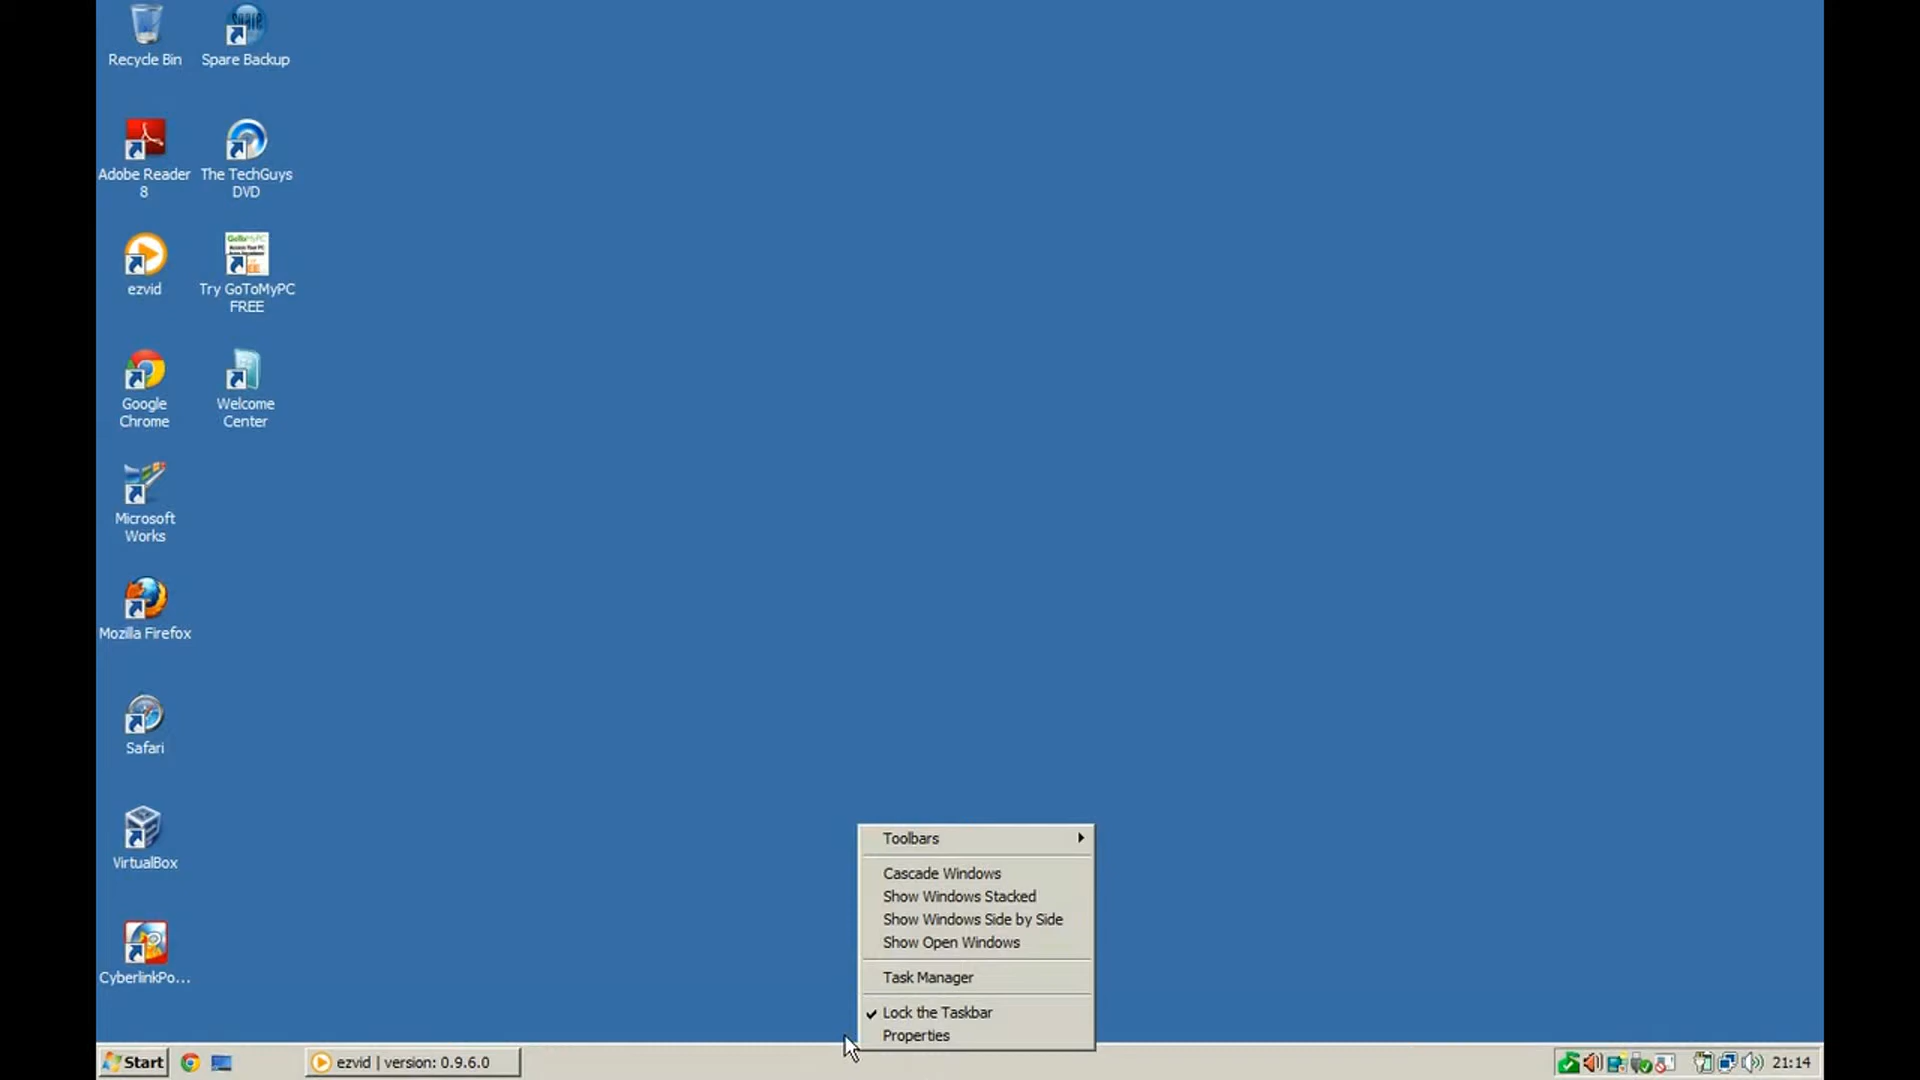 Recycle Bin
Spare Backup
Adobe Reader
8
The TechGuys
DVD
ezvid
Try GoToMyPC
FREE
Google
Chrome
Welcome
Center
Microsoft
Works
Mozilla Firefox
Safari
VirtualBox
CyberlinkPo...
Toolbars
Cascade Windows
Show Windows Stacked
Show Windows Side by Side
Show Open Windows
Task Manager
Lock the Taskbar
Properties
Start
ezvid | version: 0.9.6.0
21:14